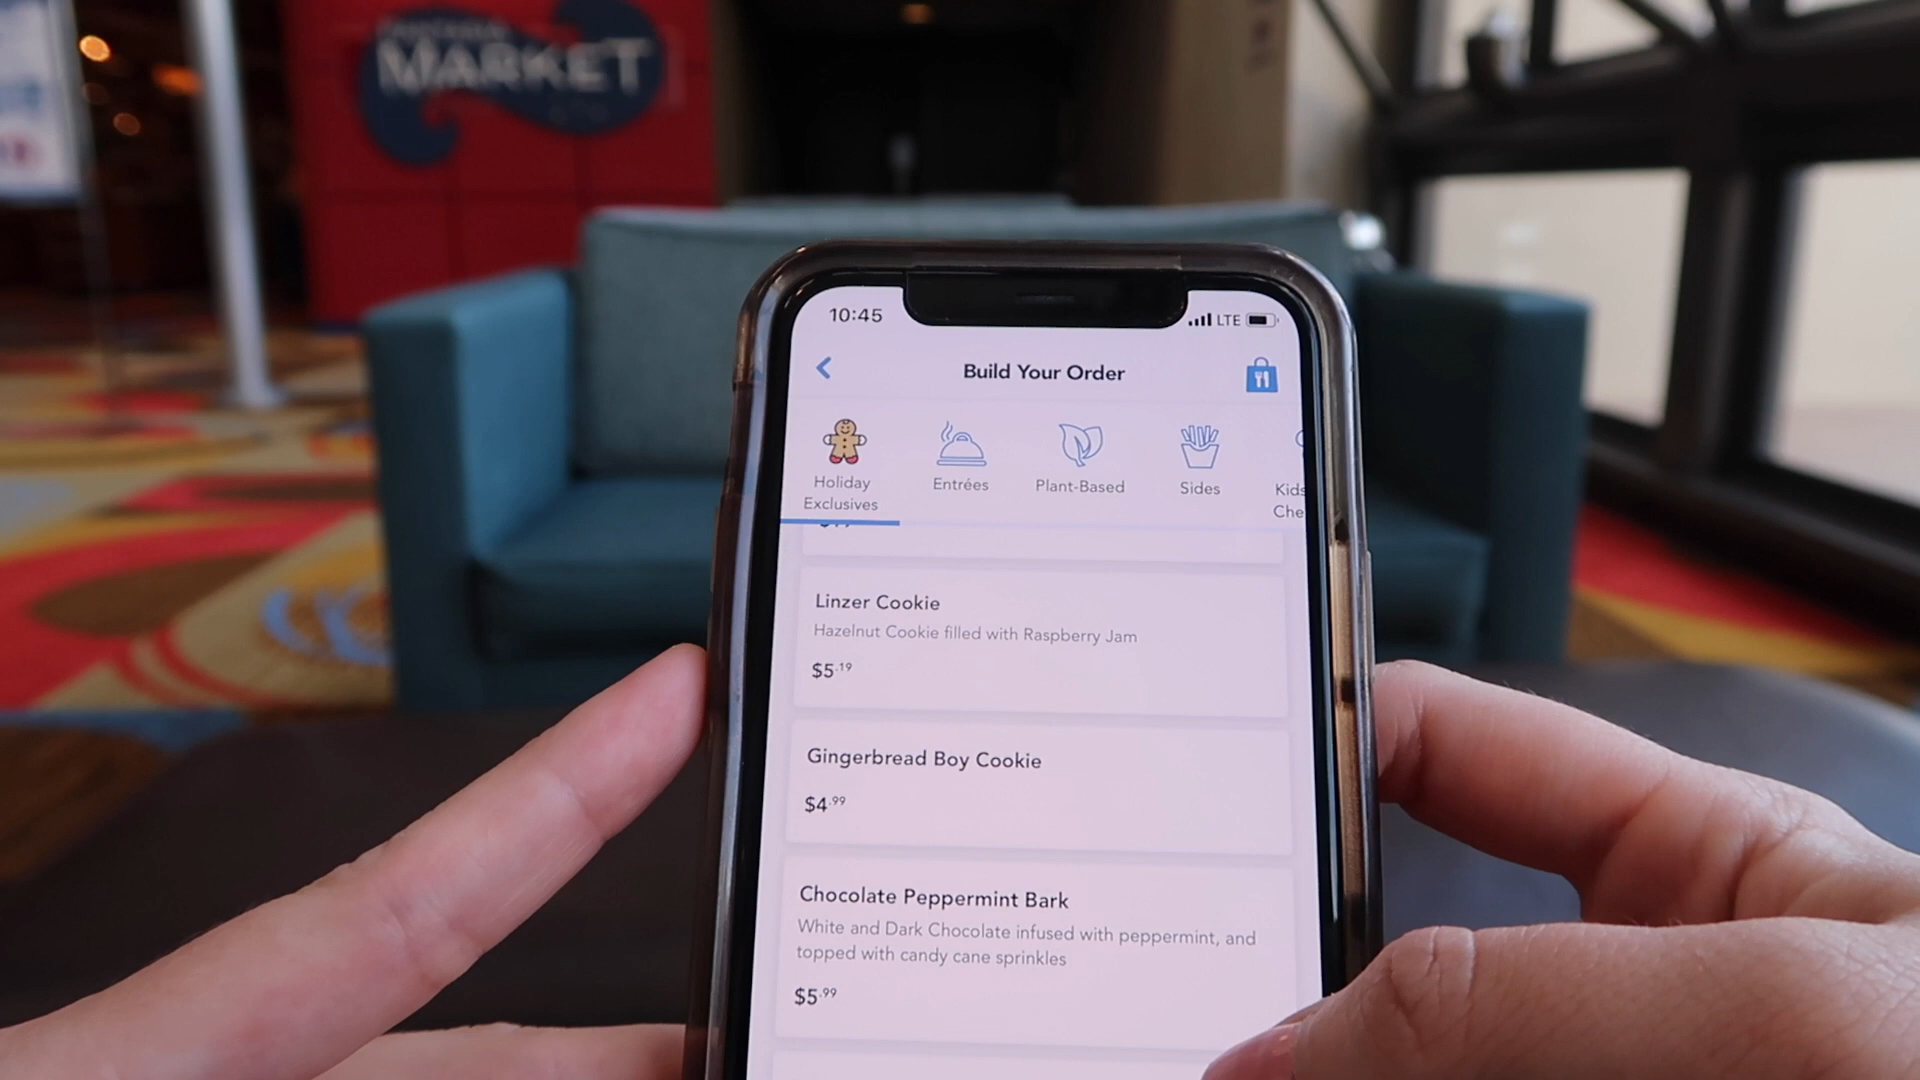 MARKET
10:45
LTE
Build Your Order
Holiday
Exclusives
Entrées
Plant-Based
Sides
Kids
Che
Linzer Cookie
Hazelnut Cookie filled with Raspberry Jam
$5.19
Gingerbread Boy Cookie
$4.99
Chocolate Peppermint Bark
White and Dark Chocolate infused with peppermint, and
topped with candy cane sprinkles
$5.99